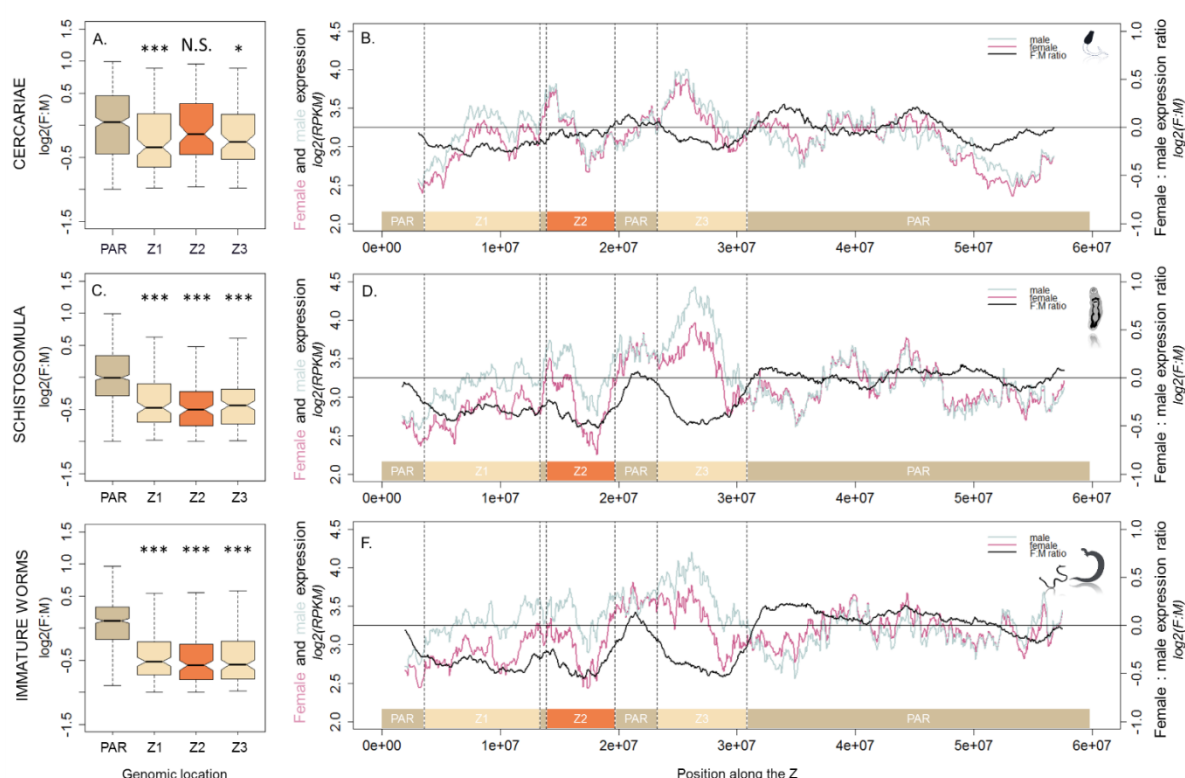 CERCARIAE
log2(F:M)
1.5
1.0
0.5
-0.5
-1.5
A.
***
N.S.
*
PAR Z1 Z2 Z3
Female and male expression
log2(RPKM)
4.5
4.0
3.5
3.0
2.5
2.0
B.
male
female
F:M ratio
PAR Z1 Z2 PAR Z3 PAR
0e+00 1e+07 2e+07 3e+07 4e+07 5e+07 6e+07
1.0
0.5
0.0
-0.5
-1.0
Female : male expression ratio
log2(F:M)
SCHISTOSOMULA
log2(F:M)
1.5
1.0
0.5
-0.5
-1.5
C.
*** *** ***
PAR Z1 Z2 Z3
Female and male expression
log2(RPKM)
4.5
4.0
3.5
3.0
2.5
2.0
D.
male
female
F:M ratio
PAR Z1 Z2 PAR Z3 PAR
0e+00 1e+07 2e+07 3e+07 4e+07 5e+07 6e+07
1.0
0.5
0.0
-0.5
-1.0
Female : male expression ratio
log2(F:M)
IMMATURE WORMS
log2(F:M)
1.5
1.0
0.5
-0.5
-1.5
*** *** ***
PAR Z1 Z2 Z3
Genomic location
Female and male expression
log2(RPKM)
5.5
4.5
4.0
3.5
3.0
2.5
2.0
F.
male
female
F:M ratio
PAR Z1 Z2 PAR Z3 PAR
0e+00 1e+07 2e+07 3e+07 4e+07 5e+07 6e+07
Position along the Z
1.0
0.5
0.0
-0.5
-1.0
Female : male expression ratio
log2(F:M)